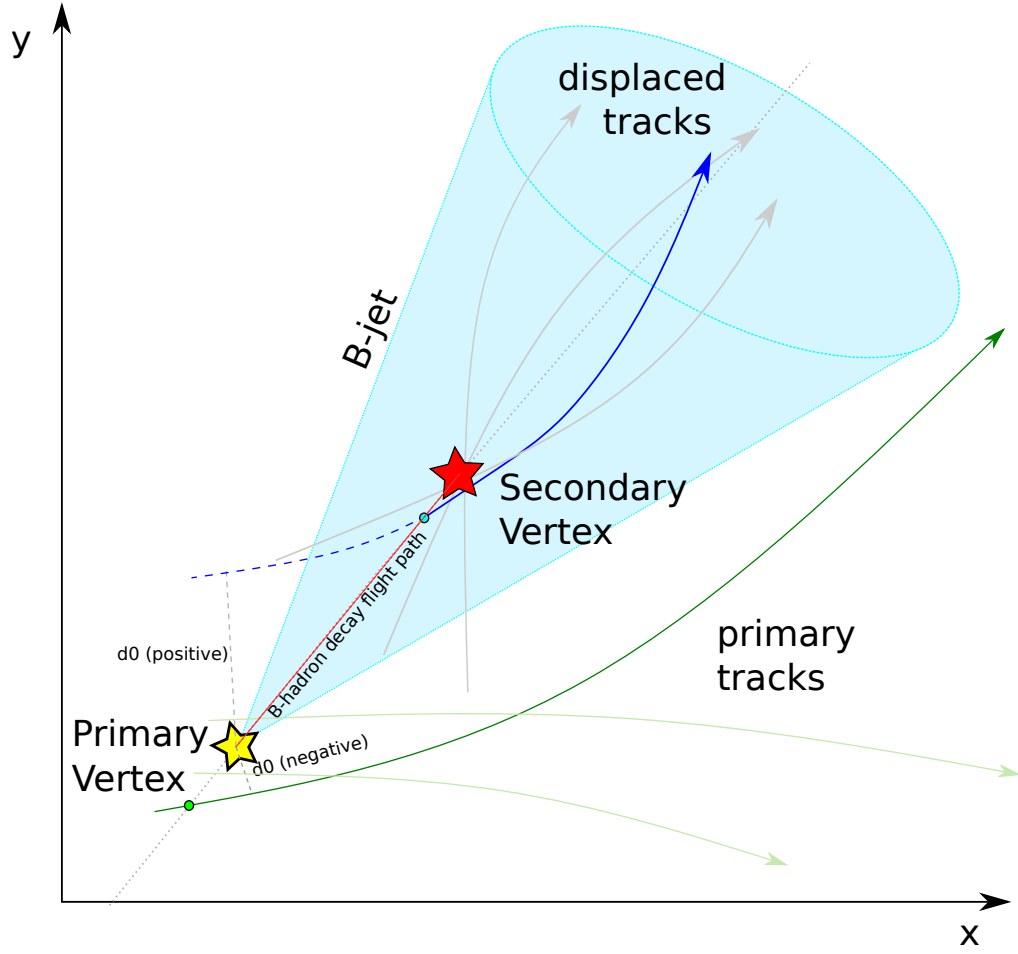 y
displaced
tracks
B-jet
Secondary
Vertex
B-hadron decay flight path
primary
tracks
d0 (positive)
Primary
Vertex
d0 (negative)
x